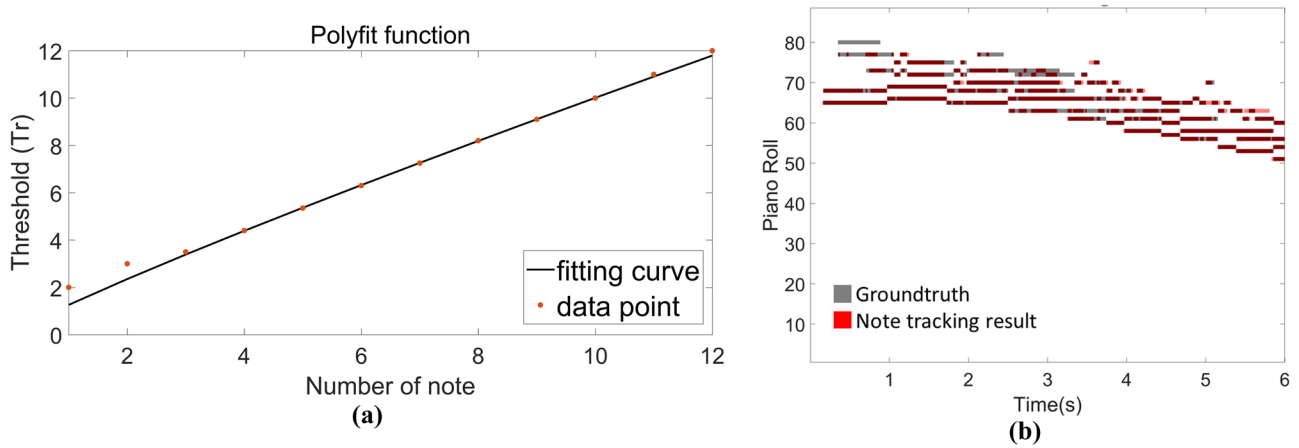 Polyfit function
Threshold (Tr)
12
10
8
6
4
2
0
fitting curve
data point
2 4 6 8 10 12
Number of note
(a)
Piano Roll
80
70
60
50
40
30
20
10
Groundtruth
Note tracking result
1 2 3 4 5 6
Time(s)
(b)